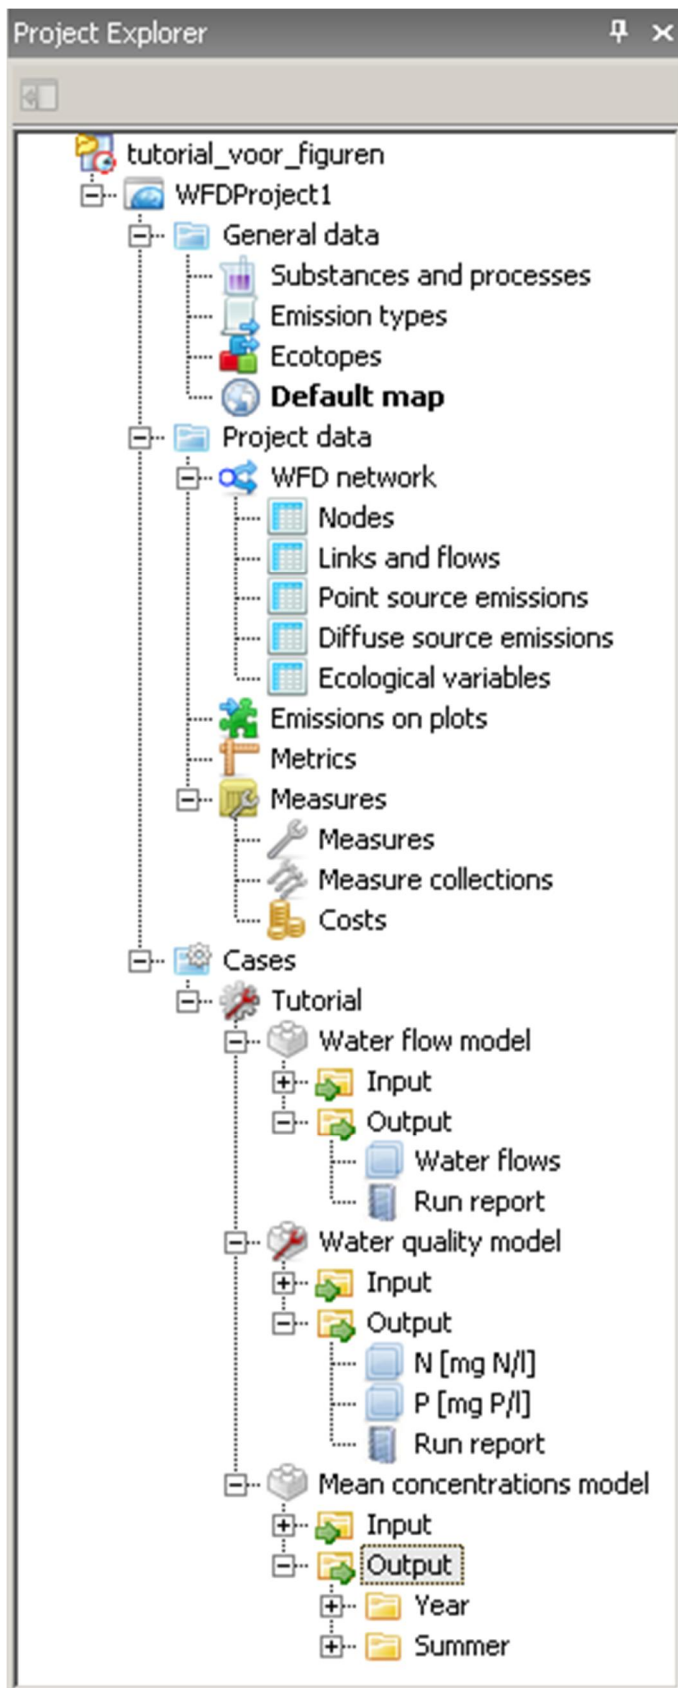 Project Explorer
tutorial_voor_figuren
WFDProject1
General data
Substances and processes
Emission types
Ecotopes
Default map
Project data
WFD network
Nodes
Links and flows
Point source emissions
Diffuse source emissions
Ecological variables
Emissions on plots
Metrics
Measures
Measures
Measure collections
Costs
Cases
Tutorial
Water flow model
Input
Output
Water flows
Run report
Water quality model
Input
Output
N [mg N/l]
P [mg P/l]
Run report
Mean concentrations model
Input
Output
Year
Summer